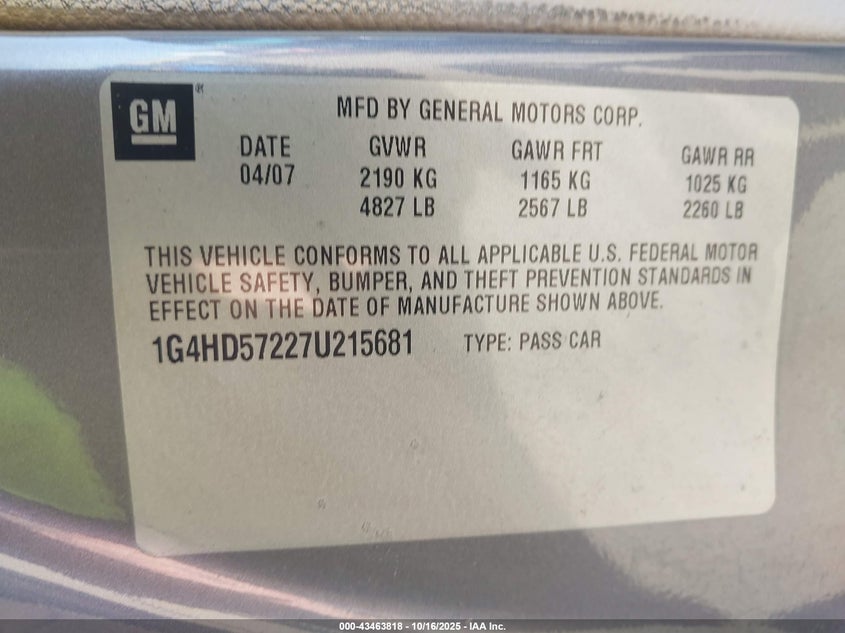 GM ®
MFD BY GENERAL MOTORS CORP.
DATE GVWR GAWR FRT GAWR RR
04/07 2190 KG 1165 KG 1025 KG
4827 LB 2567 LB 2260 LB
THIS VEHICLE CONFORMS TO ALL APPLICABLE U.S. FEDERAL MOTOR
VEHICLE SAFETY, BUMPER, AND THEFT PREVENTION STANDARDS IN
EFFECT ON THE DATE OF MANUFACTURE SHOWN ABOVE.
1G4HD57227U215681 TYPE: PASS CAR
000-43463818 - 10/16/2025 - IAA Inc.